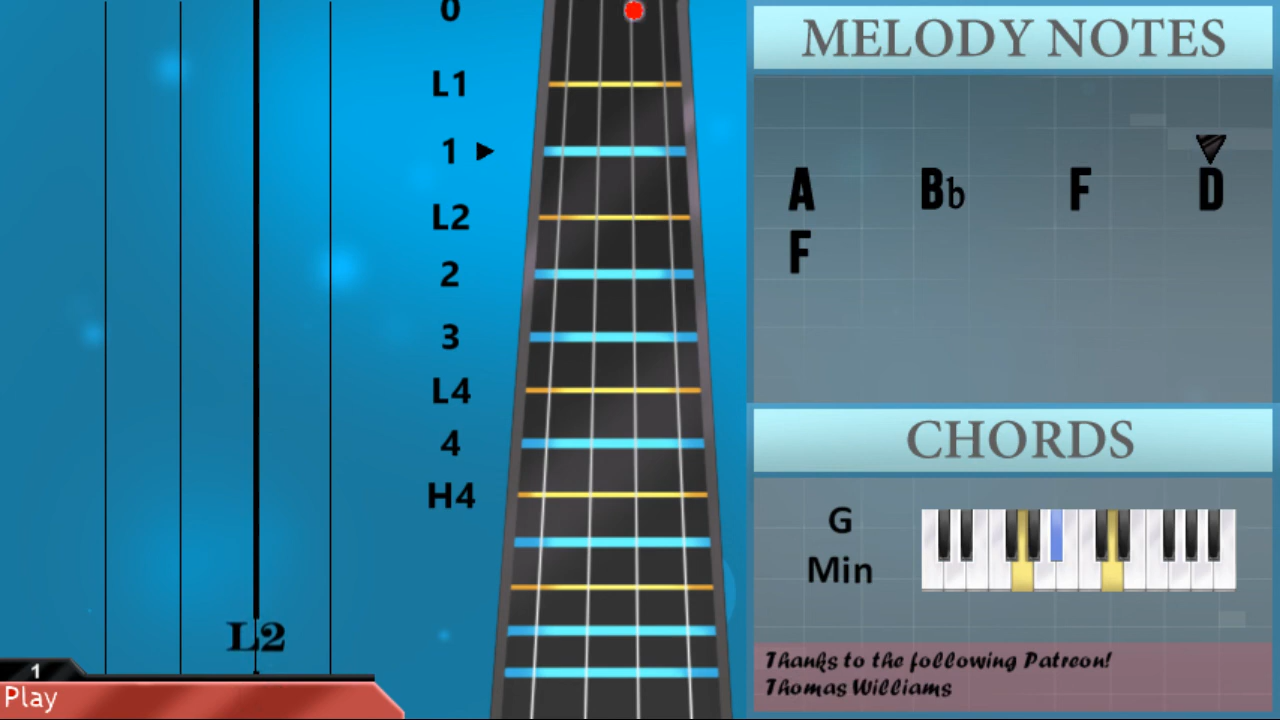 0
L1
1
L2
2
3
L4
4
H4
L2
1
Play
MELODY NOTES
A Bb F D
F
CHORDS
G
Min
Thanks to the following Patreon!
Thomas Williams